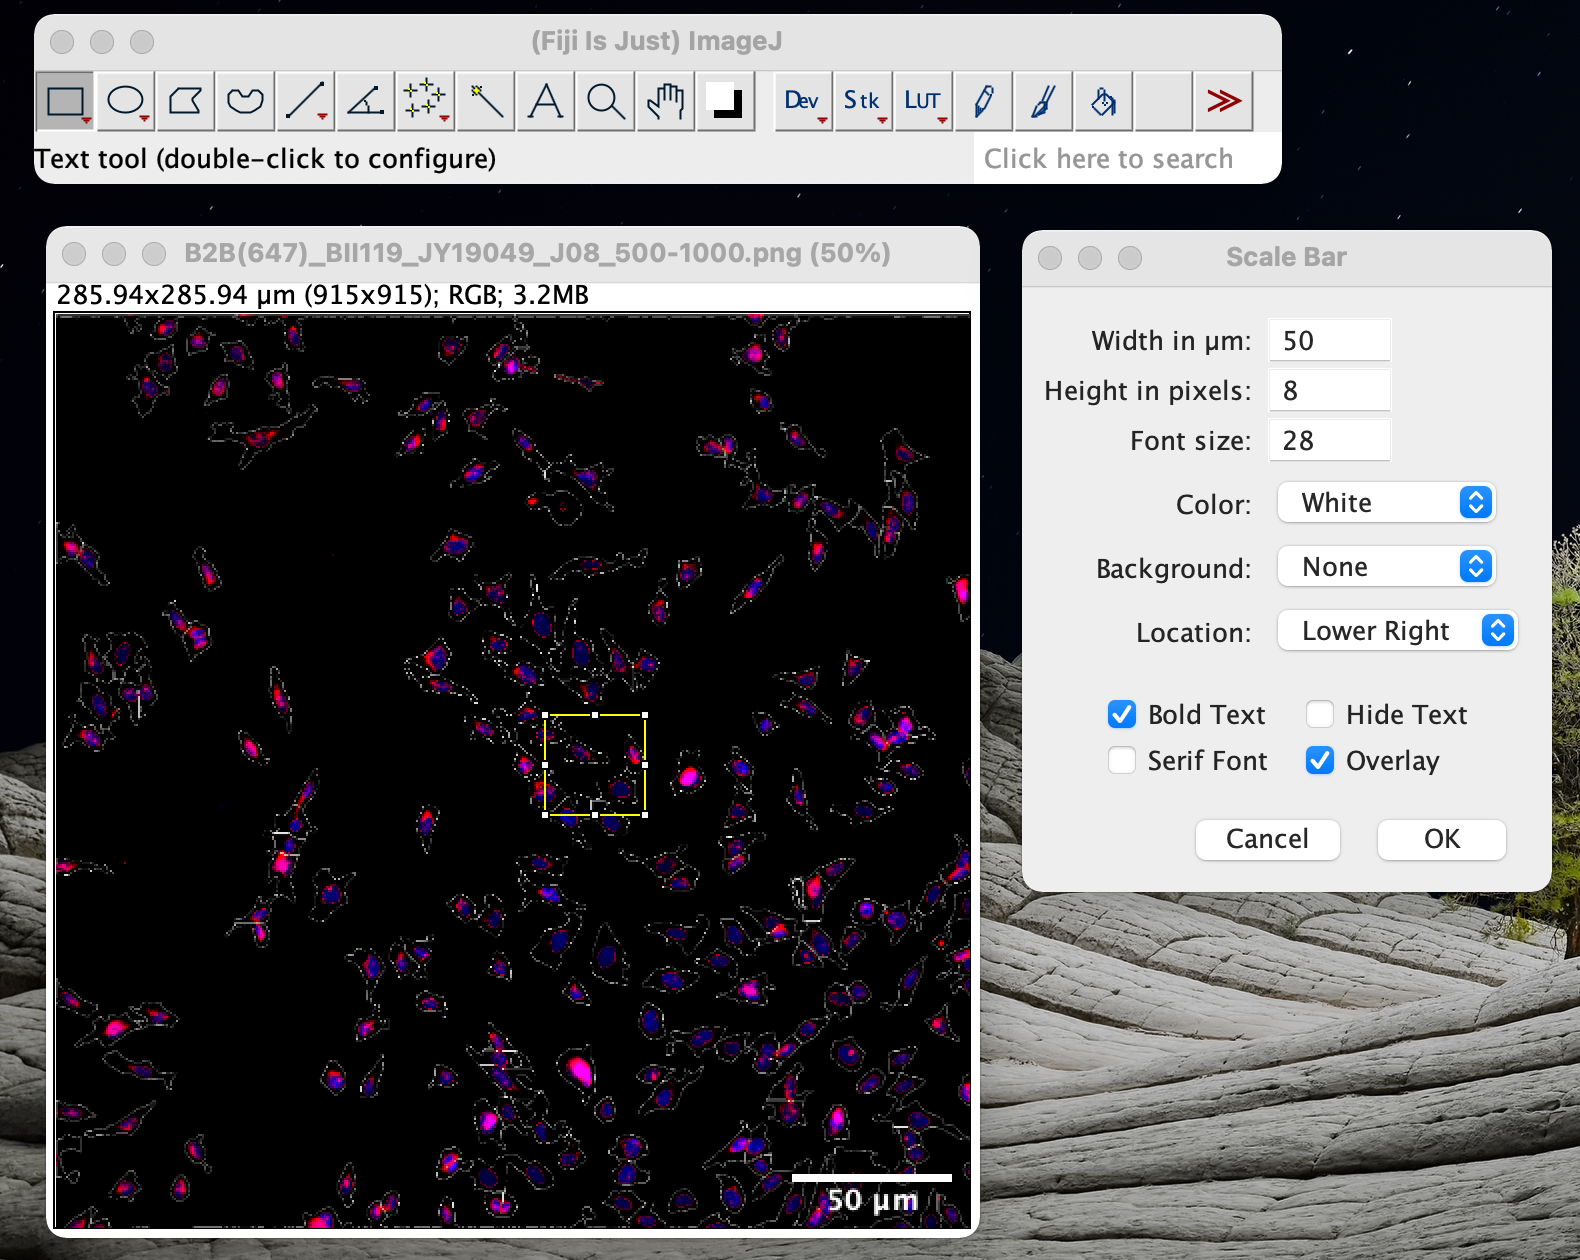 (Fiji Is Just) ImageJ
Dev Stk LUT
Text tool (double-click to configure)
Click here to search
B2B(647)_BII119_JY19049_J08_500-1000.png (50%)
285.94x285.94 µm (915x915); RGB; 3.2MB
50 µm
Scale Bar
Width in µm: 50
Height in pixels: 8
Font size: 28
Color: White
Background: None
Location: Lower Right
Bold Text Hide Text
Serif Font Overlay
Cancel OK